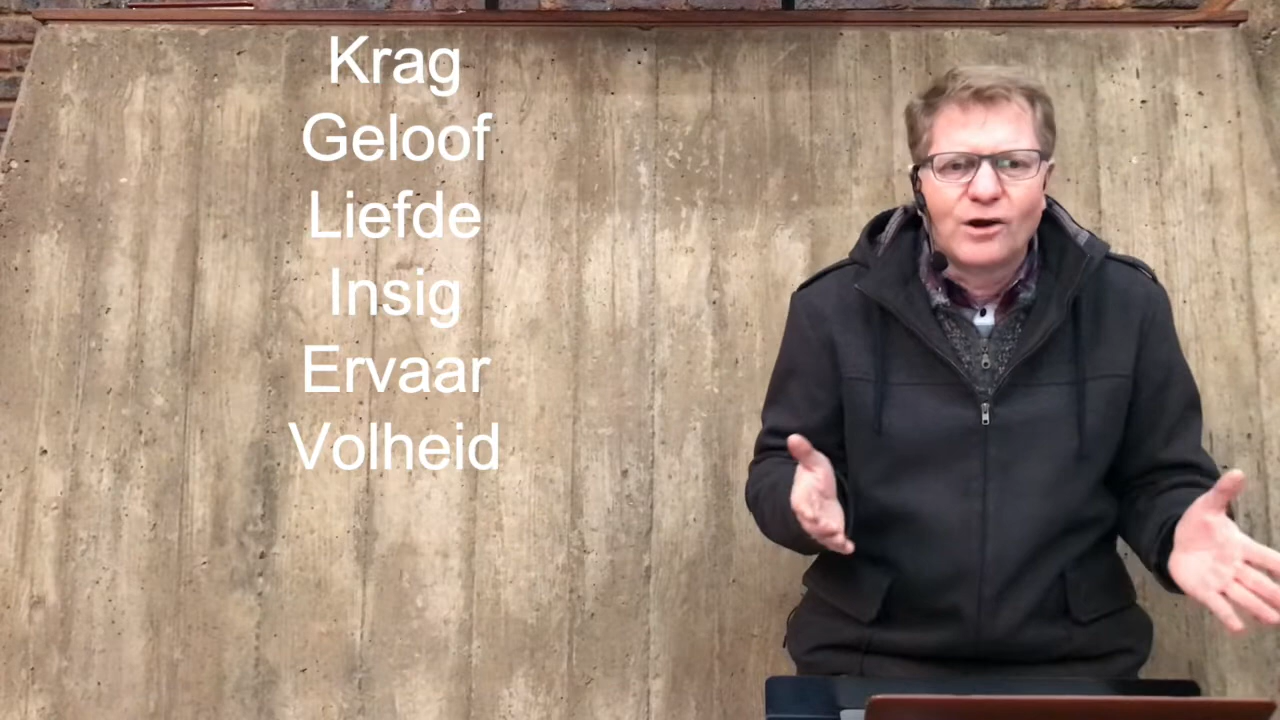 Krag
Geloof
Liefde
Insig
Ervaar
Volheid